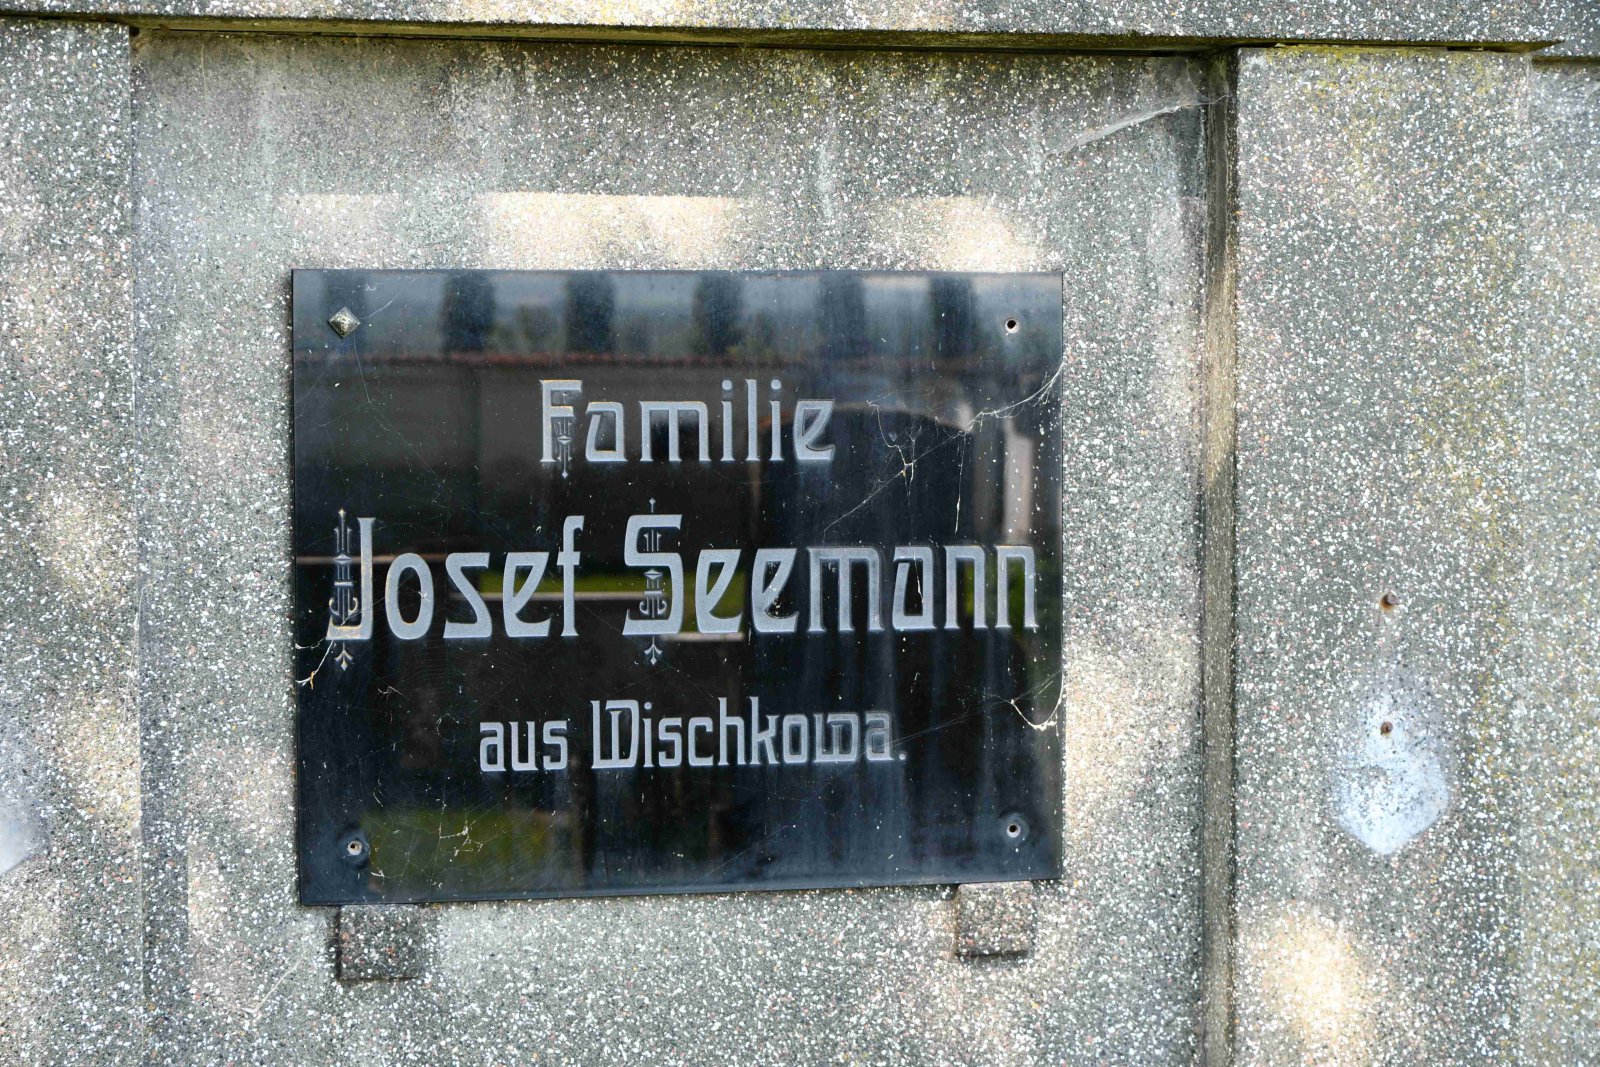 Familie
Josef Seemann
aus Wischkowa.